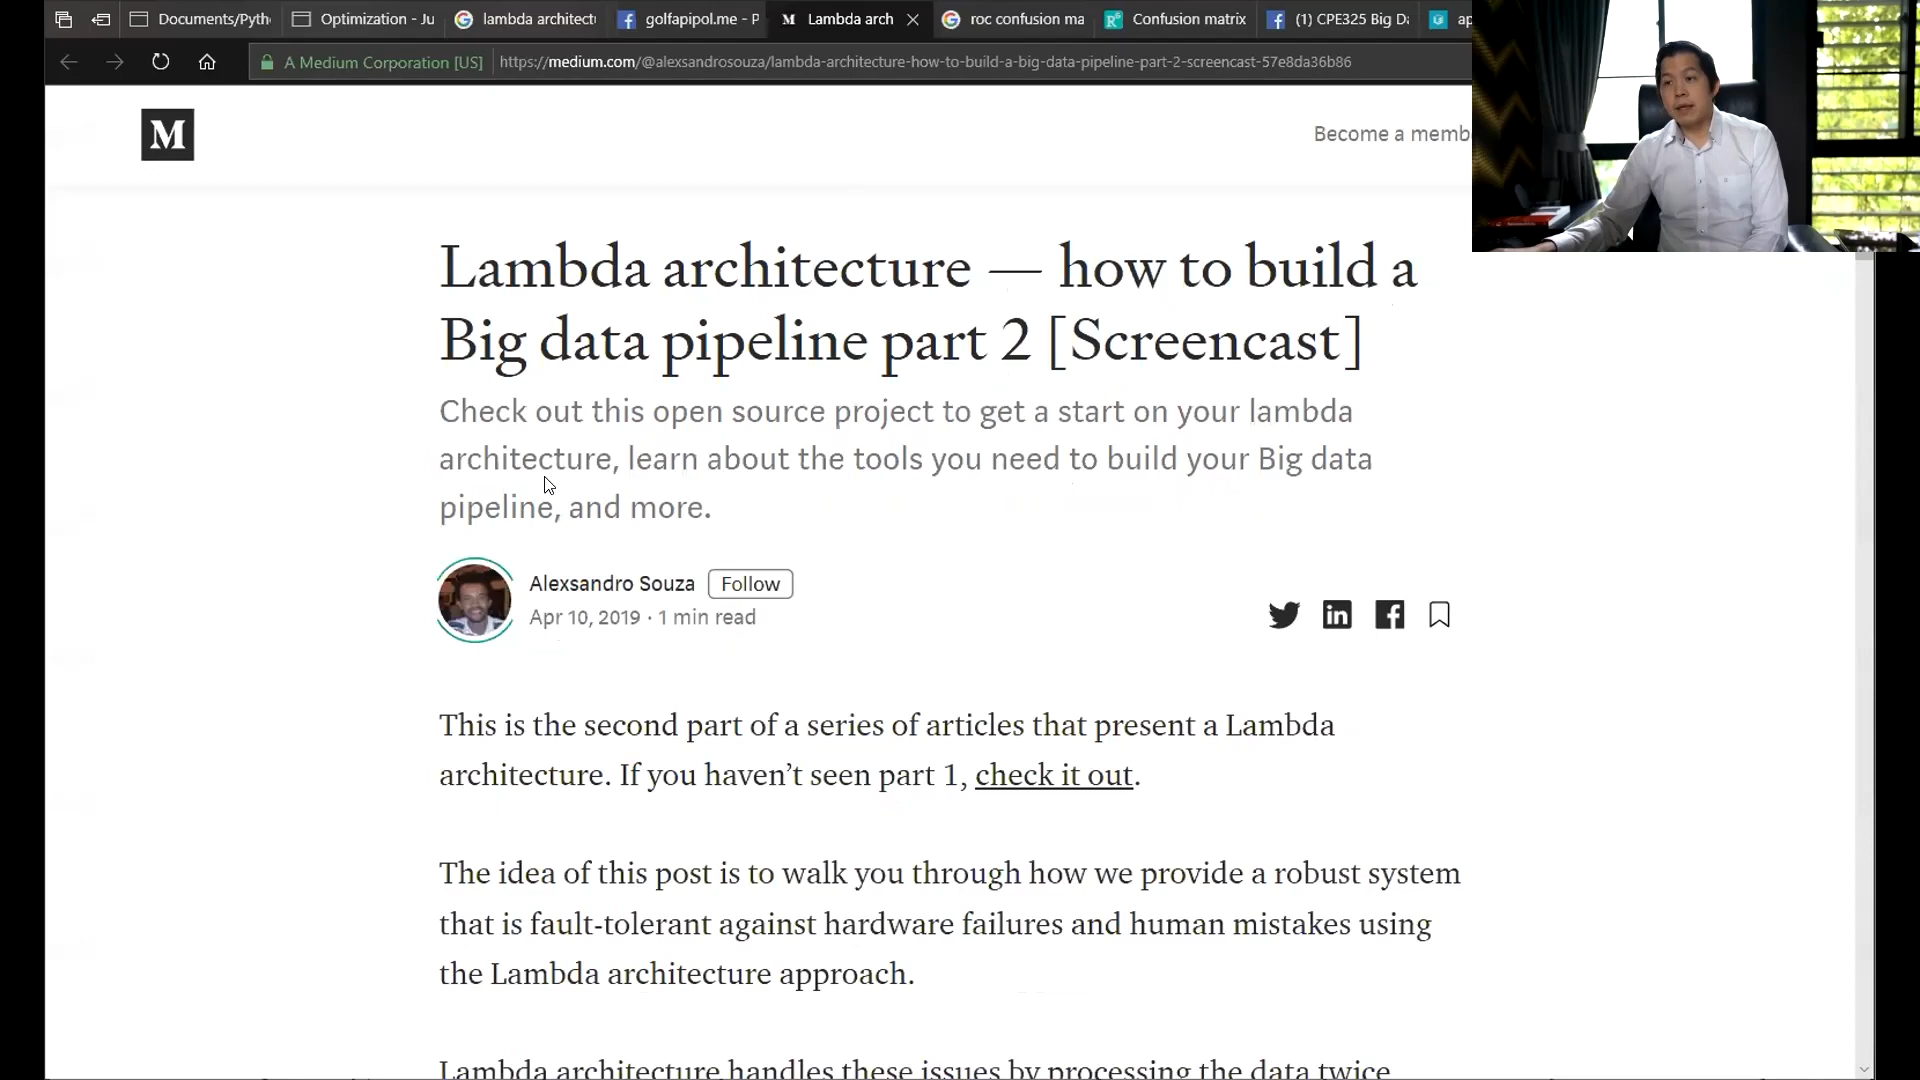 Documents/Pyth
Optimization - Ju
lambda architect
golfapipol.me - P
Lambda arch
roc confusion ma
Confusion matrix
(1) CPE325 Big Da
ap
A Medium Corporation [US]
https://medium.com/@alexsandrosouza/lambda-architecture-how-to-build-a-big-data-pipeline-part-2-screencast-57e8da36b86
M
Become a memb
Lambda architecture — how to build a
Big data pipeline part 2 [Screencast]
Check out this open source project to get a start on your lambda
architecture, learn about the tools you need to build your Big data
pipeline, and more.
Alexsandro Souza
Follow
Apr 10, 2019 · 1 min read
This is the second part of a series of articles that present a Lambda
architecture. If you haven’t seen part 1, check it out.
The idea of this post is to walk you through how we provide a robust system
that is fault-tolerant against hardware failures and human mistakes using
the Lambda architecture approach.
Lambda architecture handles these issues by processing the data twice